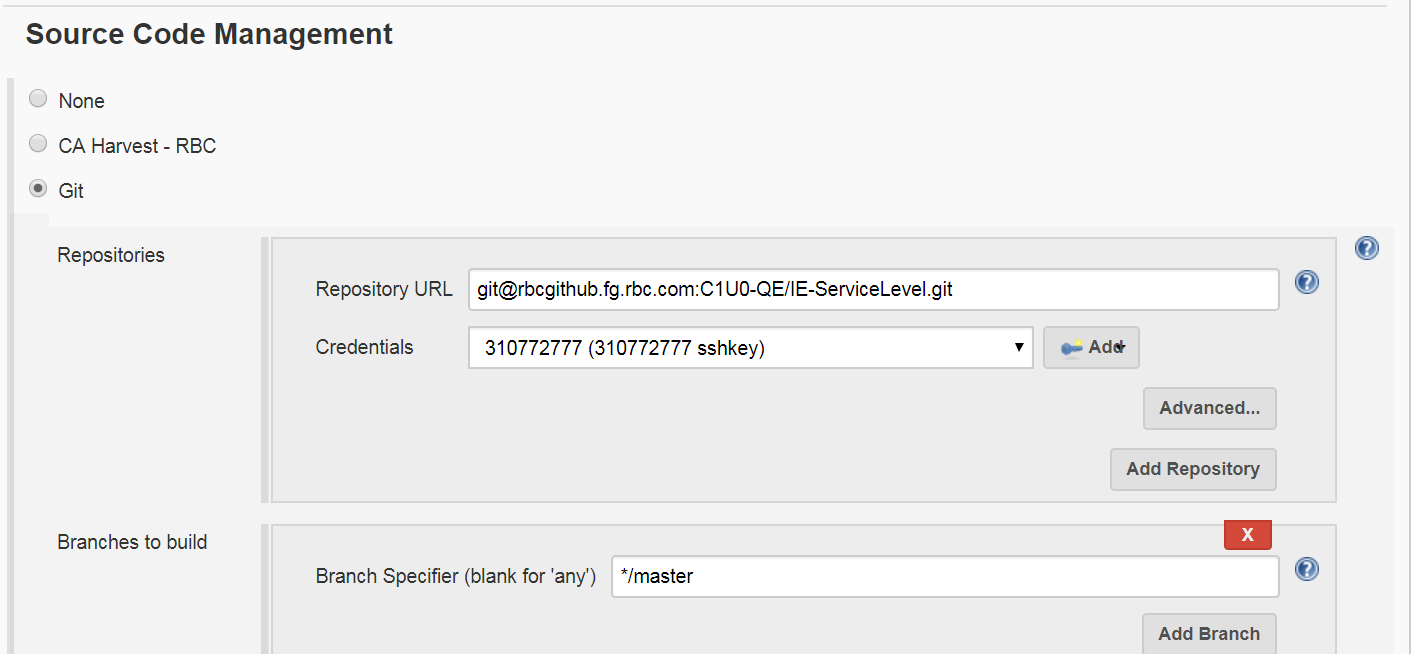 Source Code Management
None
CA Harvest - RBC
Git
Repositories
Repository URL git@rbcgithub.fg.rbc.com:C1U0-QE/IE-ServiceLevel.git
Credentials 310772777 (310772777 sshkey) ▼ Add
Advanced...
Add Repository
Branches to build
X
Branch Specifier (blank for 'any') */master
Add Branch